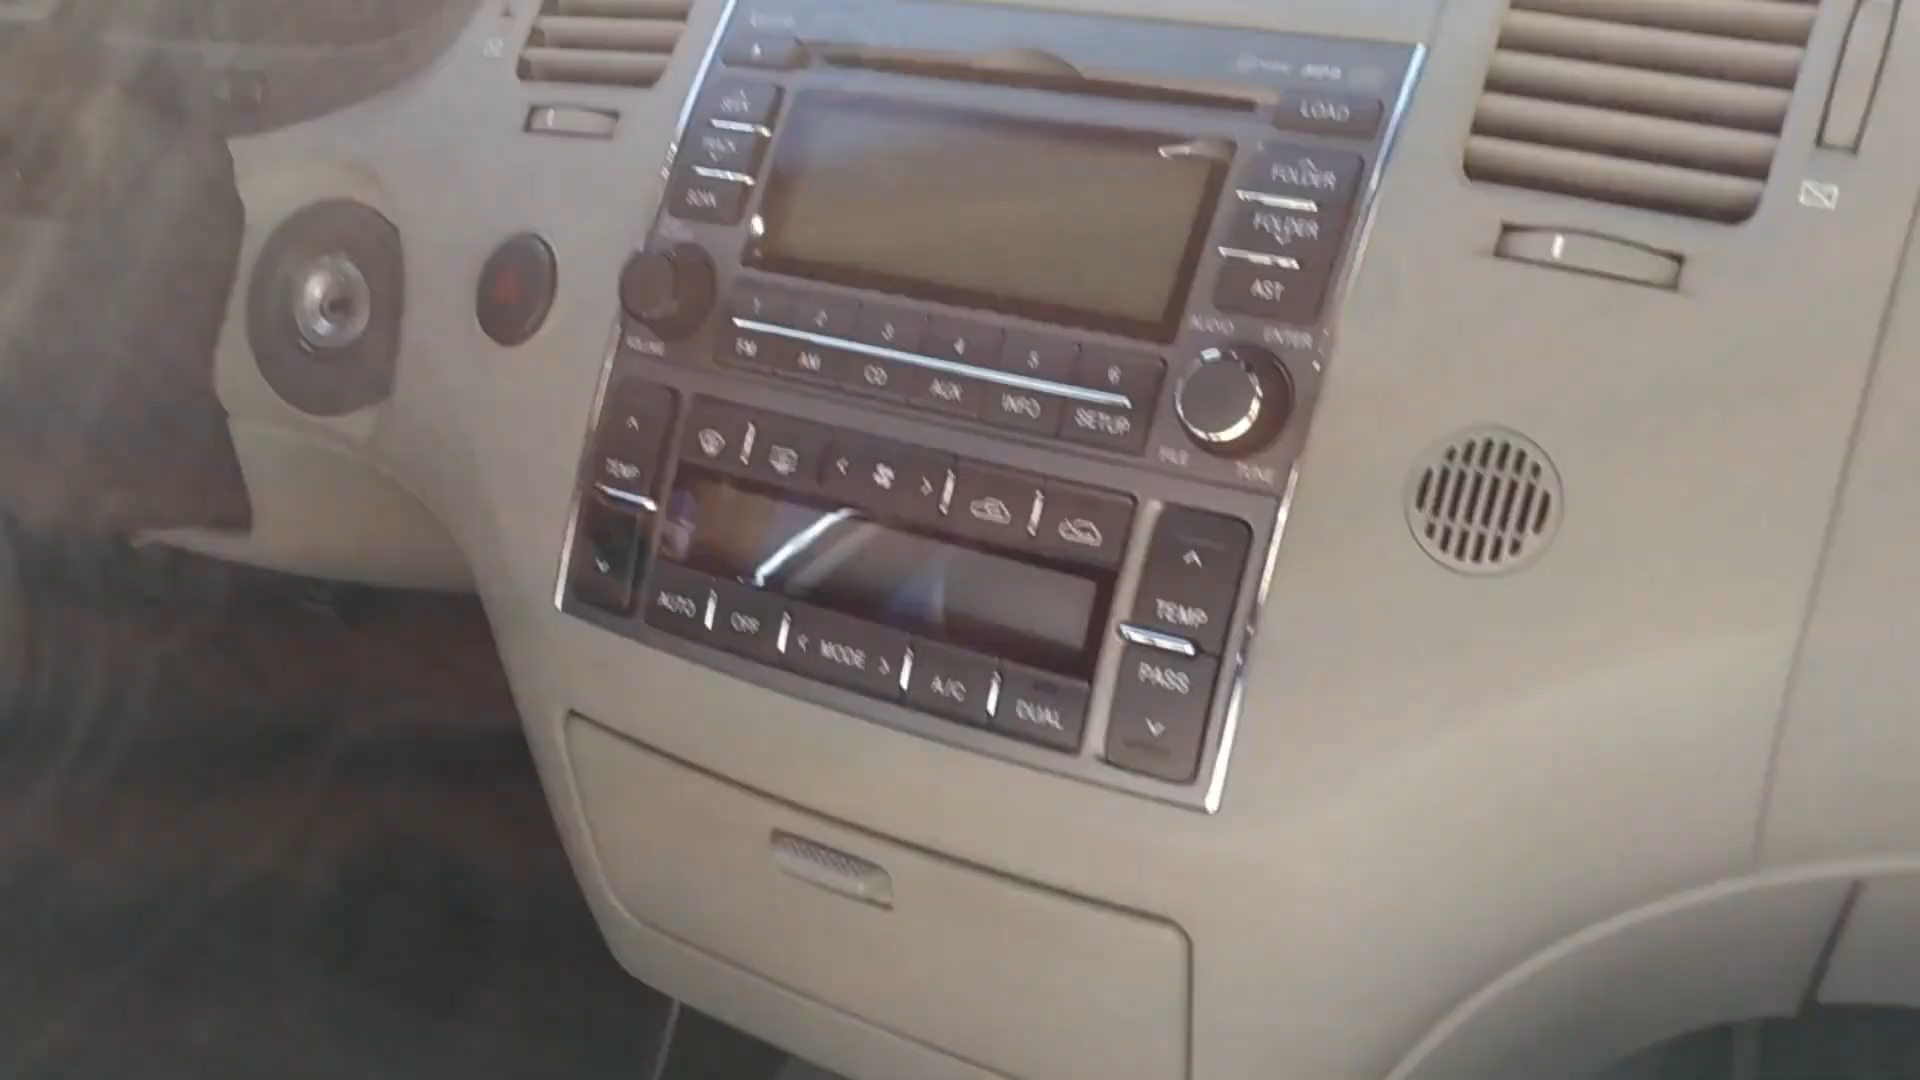 LOAD
SEEK
TRACK
SCAN
FOLDER
FOLDER
AST
AUDIO ENTER
VOLUME
1 2 3 4 5 6
FM AM CD AUX INFO SETUP
FILE TUNE
TEMP
AUTO OFF < MODE > A/C DUAL
TEMP
PASS